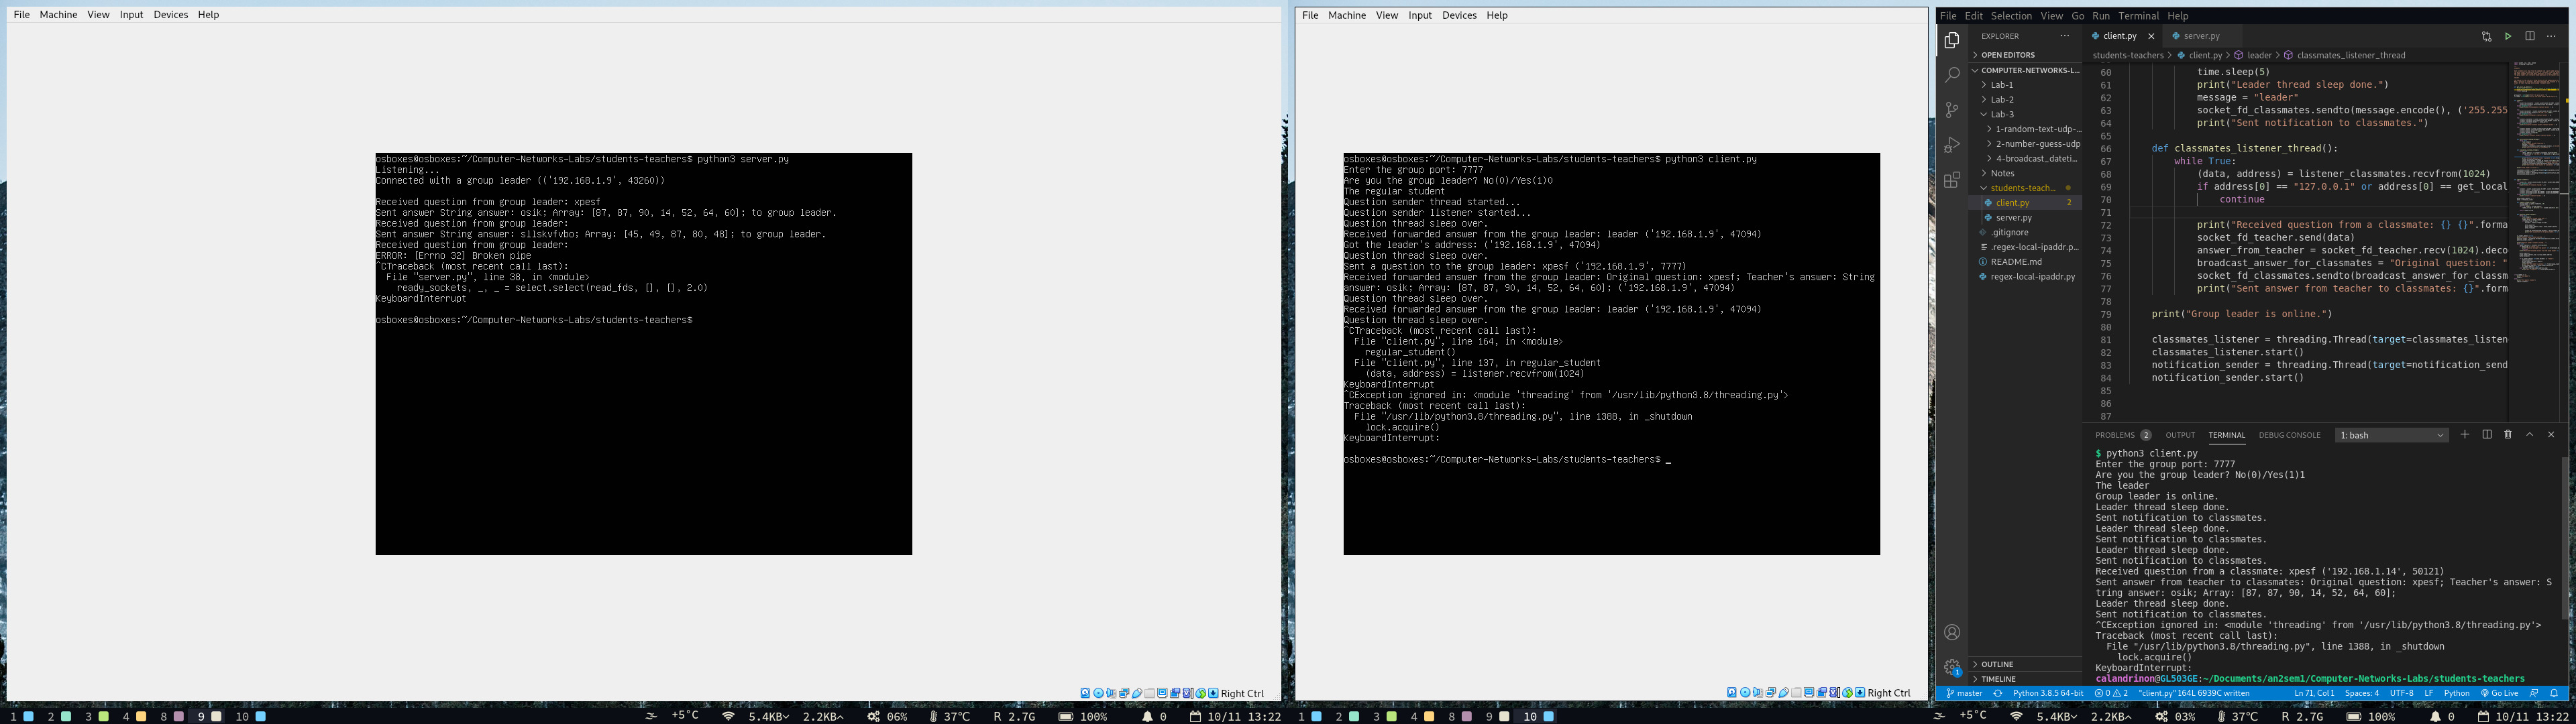 File Machine View Input Devices Help
osboxes@osboxes:~/Computer-Networks-Labs/students-teachers$ python3 server.py
Listening...
Connected with a group leader (('192.168.1.9', 43260))
Received question from group leader: xpesf
Sent answer String answer: osik; Array: [87, 87, 90, 14, 52, 64, 60]; to group leader.
Received question from group leader:
Sent answer String answer: sllskvfvbo; Array: [45, 49, 87, 80, 48]; to group leader.
Received question from group leader:
ERROR: [Errno 32] Broken pipe
^CTraceback (most recent call last):
  File "server.py", line 38, in <module>
    ready_sockets, _, _ = select.select(read_fds, [], [], 2.0)
KeyboardInterrupt
osboxes@osboxes:~/Computer-Networks-Labs/students-teachers$
Right Ctrl
1 2 3 4 8 9 10 +5°C 5.4KB 2.2KB 06% 37°C R 2.7G 100% 0 10/11 13:22
File Machine View Input Devices Help
osboxes@osboxes:~/Computer-Networks-Labs/students-teachers$ python3 client.py
Enter the group port: 7777
Are you the group leader? No(0)/Yes(1)0
The regular student
Question sender thread started...
Question sender listener started...
Question thread sleep over.
Received forwarded answer from the group leader: leader ('192.168.1.9', 47094)
Got the leader's address: ('192.168.1.9', 47094)
Question thread sleep over.
Sent a question to the group leader: xpesf ('192.168.1.9', 7777)
Received forwarded answer from the group leader: Original question: xpesf; Teacher's answer: String
answer: osik; Array: [87, 87, 90, 14, 52, 64, 60]; ('192.168.1.9', 47094)
Question thread sleep over.
Received forwarded answer from the group leader: leader ('192.168.1.9', 47094)
Question thread sleep over.
^CTraceback (most recent call last):
  File "client.py", line 164, in <module>
    regular_student()
  File "client.py", line 137, in regular_student
    (data, address) = listener.recvfrom(1024)
KeyboardInterrupt
^CException ignored in: <module 'threading' from '/usr/lib/python3.8/threading.py'>
Traceback (most recent call last):
  File "/usr/lib/python3.8/threading.py", line 1388, in _shutdown
    lock.acquire()
KeyboardInterrupt:
osboxes@osboxes:~/Computer-Networks-Labs/students-teachers$ _
Right Ctrl
1 2 3 4 8 9 10
File Edit Selection View Go Run Terminal Help
EXPLORER ...
OPEN EDITORS
COMPUTER-NETWORKS-L...
Lab-1
Lab-2
Lab-3
1-random-text-udp-...
2-number-guess-udp
4-broadcast_dateti...
Notes
students-teach...
client.py 2
server.py
.gitignore
.regex-local-ipaddr.p...
README.md
regex-local-ipaddr.py
OUTLINE
TIMELINE
client.py server.py
students-teachers > client.py > leader > classmates_listener_thread
60 time.sleep(5)
61 print("Leader thread sleep done.")
62 message = "leader"
63 socket_fd_classmates.sendto(message.encode(), ('255.255
64 print("Sent notification to classmates.")
65
66 def classmates_listener_thread():
67 while True:
68 (data, address) = listener_classmates.recvfrom(1024)
69 if address[0] == "127.0.0.1" or address[0] == get_local
70 continue
71
72 print("Received question from a classmate: {} {}".forma
73 socket_fd_teacher.send(data)
74 answer_from_teacher = socket_fd_teacher.recv(1024).deco
75 broadcast_answer_for_classmates = "Original question: "
76 socket_fd_classmates.sendto(broadcast_answer_for_classm
77 print("Sent answer from teacher to classmates: {}".form
78
79 print("Group leader is online.")
80
81 classmates_listener = threading.Thread(target=classmates_listen
82 classmates_listener.start()
83 notification_sender = threading.Thread(target=notification_send
84 notification_sender.start()
85
86
87
PROBLEMS 2 OUTPUT TERMINAL DEBUG CONSOLE 1: bash
$ python3 client.py
Enter the group port: 7777
Are you the group leader? No(0)/Yes(1)1
The leader
Group leader is online.
Leader thread sleep done.
Sent notification to classmates.
Leader thread sleep done.
Sent notification to classmates.
Leader thread sleep done.
Sent notification to classmates.
Received question from a classmate: xpesf ('192.168.1.14', 50121)
Sent answer from teacher to classmates: Original question: xpesf; Teacher's answer: S
tring answer: osik; Array: [87, 87, 90, 14, 52, 64, 60];
Leader thread sleep done.
Sent notification to classmates.
^CException ignored in: <module 'threading' from '/usr/lib/python3.8/threading.py'>
Traceback (most recent call last):
  File "/usr/lib/python3.8/threading.py", line 1388, in _shutdown
    lock.acquire()
KeyboardInterrupt:
calandrinon@GL503GE:~/Documents/an2sem1/Computer-Networks-Labs/students-teachers
master Python 3.8.5 64-bit 0 2 "client.py" 164L 6939C written Ln 71, Col 1 Spaces: 4 UTF-8 LF Python Go Live
+5°C 5.4KB 2.2KB 03% 37°C R 2.7G 100% 0 10/11 13:22